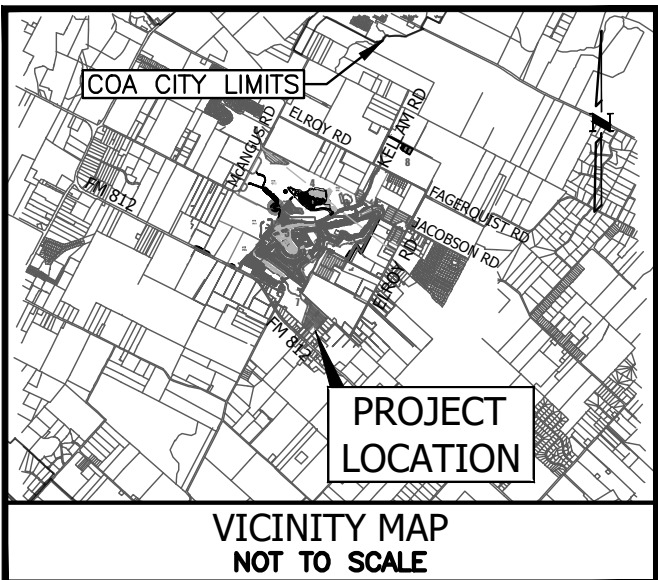 COA CITY LIMITS
MCANGUS RD
ELROY RD
KELLAM RD
N
FM 812
FAGERQUIST RD
JACOBSON RD
ELROY RD
FM 812
PROJECT
LOCATION
VICINITY MAP
NOT TO SCALE